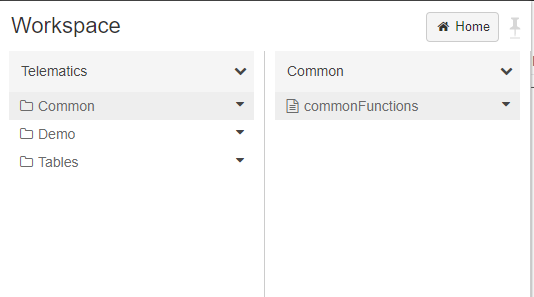 Workspace
Home
Telematics
Common
Demo
Tables
Common
commonFunctions